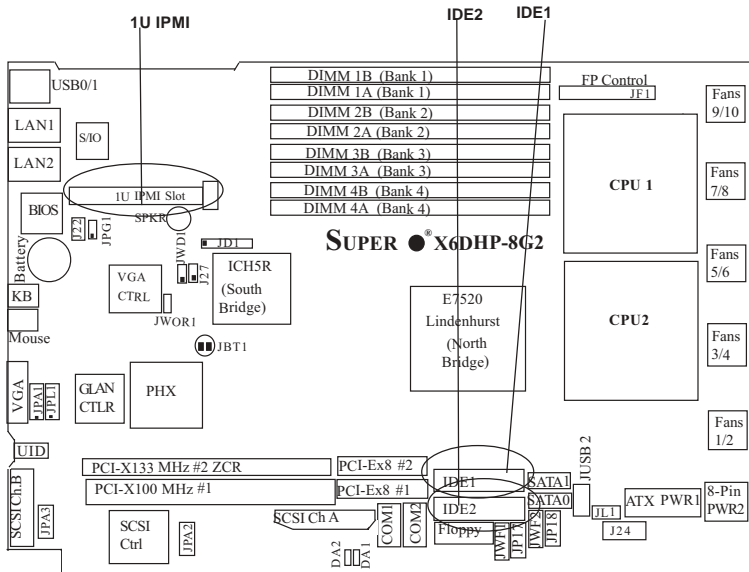 1U IPMI
IDE2
IDE1
USB0/1
LAN1
LAN2
S/IO
DIMM 1B (Bank 1)
DIMM 1A (Bank 1)
DIMM 2B (Bank 2)
DIMM 2A (Bank 2)
DIMM 3B (Bank 3)
DIMM 3A (Bank 3)
DIMM 4B (Bank 4)
DIMM 4A (Bank 4)
FP Control
JF1
Fans
9/10
Fans
7/8
Fans
5/6
Fans
3/4
Fans
1/2
CPU 1
CPU2
1U IPMI Slot
BIOS
J22
JPG1
SPKR
JWD1
JD1
J27
SUPER ®X6DHP-8G2
Battery
VGA
CTRL
JWOR1
ICH5R
(South
Bridge)
E7520
Lindenhurst
(North
Bridge)
KB
Mouse
JBT1
VGA
JPA1
JPL1
GLAN
CTLR
PHX
UID
PCI-X133 MHz #2 ZCR
PCI-Ex8 #2
PCI-X100 MHz #1
PCI-Ex8 #1
IDE1
IDE2
Floppy
SATA1
SATA0
JUSB 2
ATX PWR1
8-Pin
PWR2
JL1
J24
SCSI Ch.B
JPA3
SCSI
Ctrl
JPA2
SCSI Ch A
COM1
COM2
DA2
DA1
JWF1
JP17
JWF2
JP18